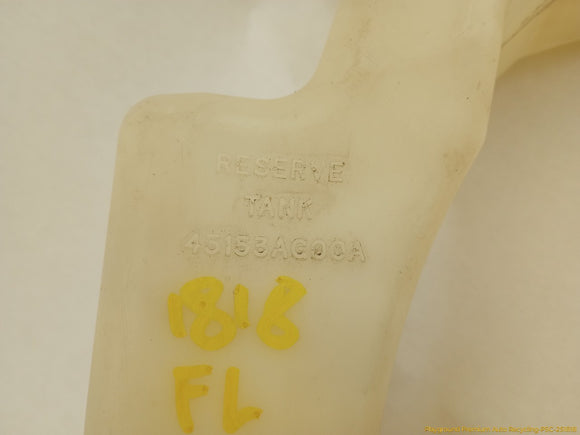 RESERVE
TANK
45153AG00A
1818
FL